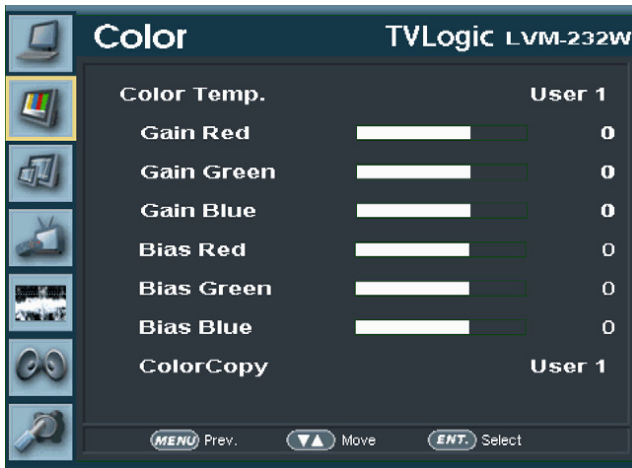 Color TVLogic LVM-232W
Color Temp. User 1
Gain Red 0
Gain Green 0
Gain Blue 0
Bias Red 0
Bias Green 0
Bias Blue 0
ColorCopy User 1
MENU Prev. ▼▲ Move ENT. Select